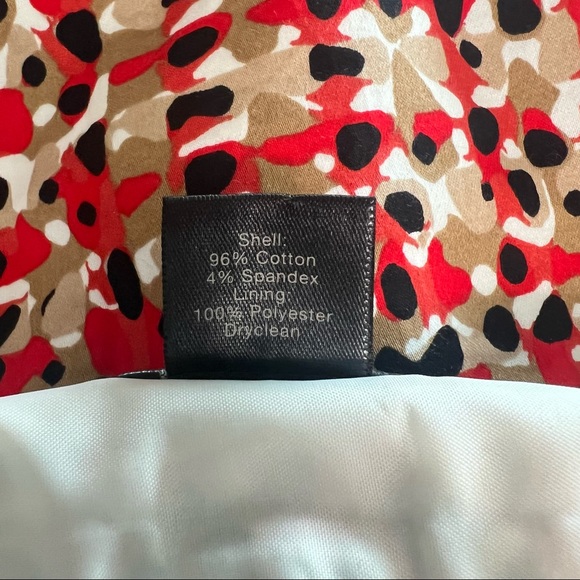 Shell:
96% Cotton
4% Spandex
Lining:
100% Polyester
Dryclean